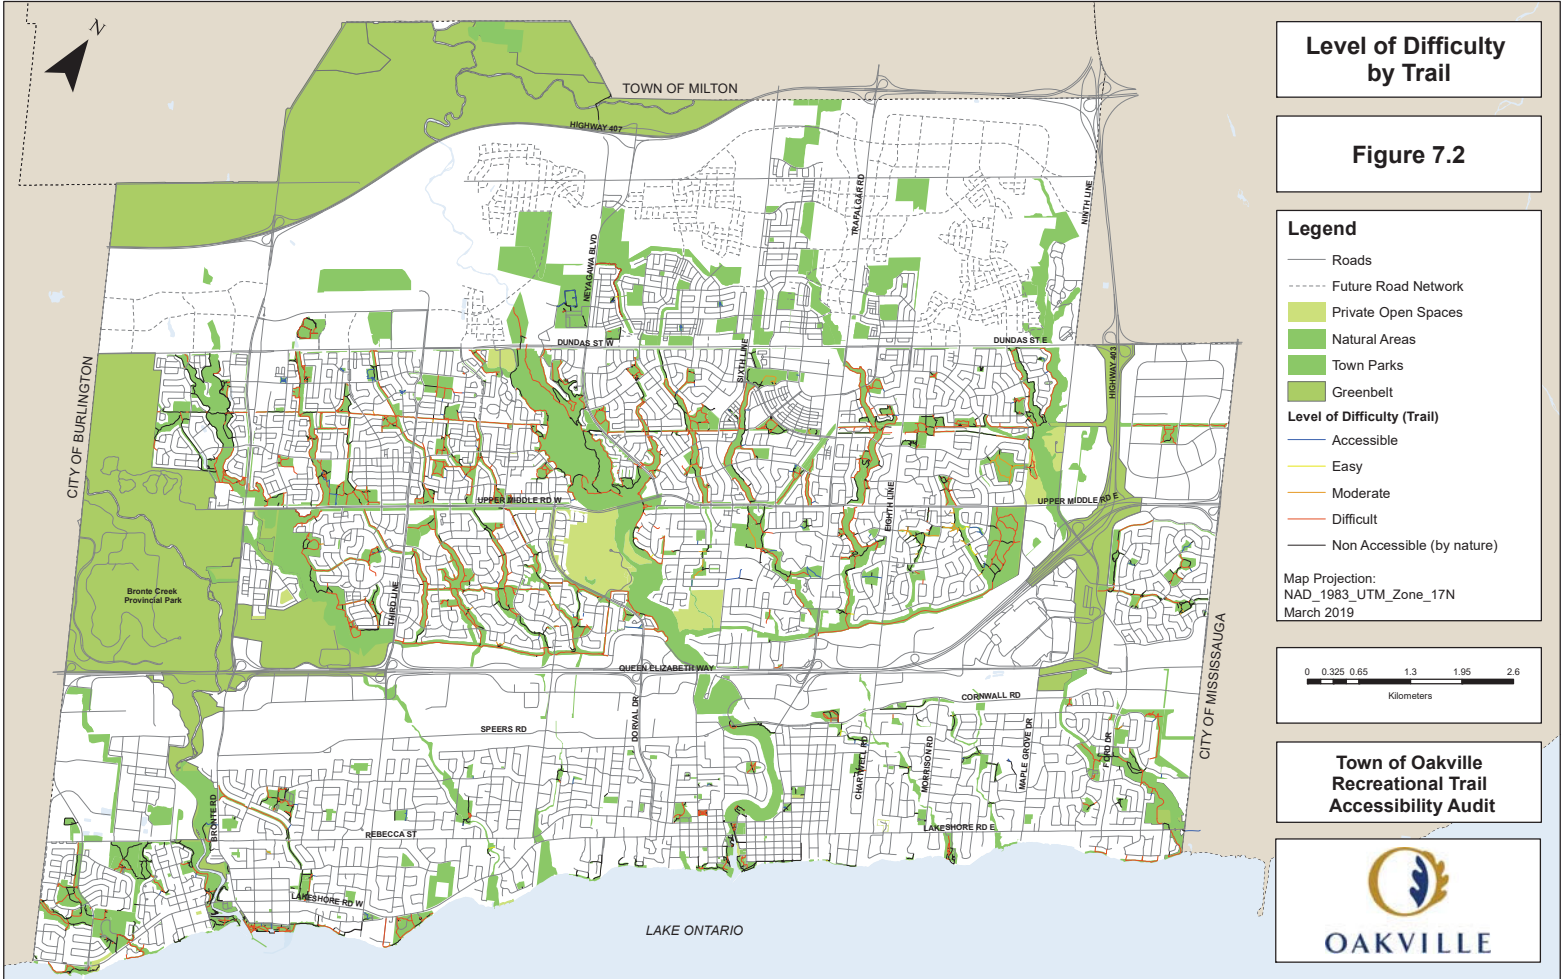 N
TOWN OF MILTON
HIGHWAY 407
NINTH LINE
TRAFALGAR RD
NEYAGAWA BLVD
DUNDAS ST W
SIXTH LINE
DUNDAS ST E
HIGHWAY 403
CITY OF BURLINGTON
UPPER MIDDLE RD W
EIGHTH LINE
UPPER MIDDLE RD E
Bronte Creek
Provincial Park
THIRD LINE
QUEEN ELIZABETH WAY
CITY OF MISSISSAUGA
CORNWALL RD
SPEERS RD
DORVAL DR
CHARTWELL RD
MORRISON RD
MAPLE GROVE DR
FORD DR
BRONTE RD
REBECCA ST
LAKESHORE RD E
LAKESHORE RD W
LAKE ONTARIO
Level of Difficulty
by Trail
Figure 7.2
Legend
Roads
Future Road Network
Private Open Spaces
Natural Areas
Town Parks
Greenbelt
Level of Difficulty (Trail)
Accessible
Easy
Moderate
Difficult
Non Accessible (by nature)
Map Projection:
NAD_1983_UTM_Zone_17N
March 2019
0 0.325 0.65 1.3 1.95 2.6
Kilometers
Town of Oakville
Recreational Trail
Accessibility Audit
OAKVILLE